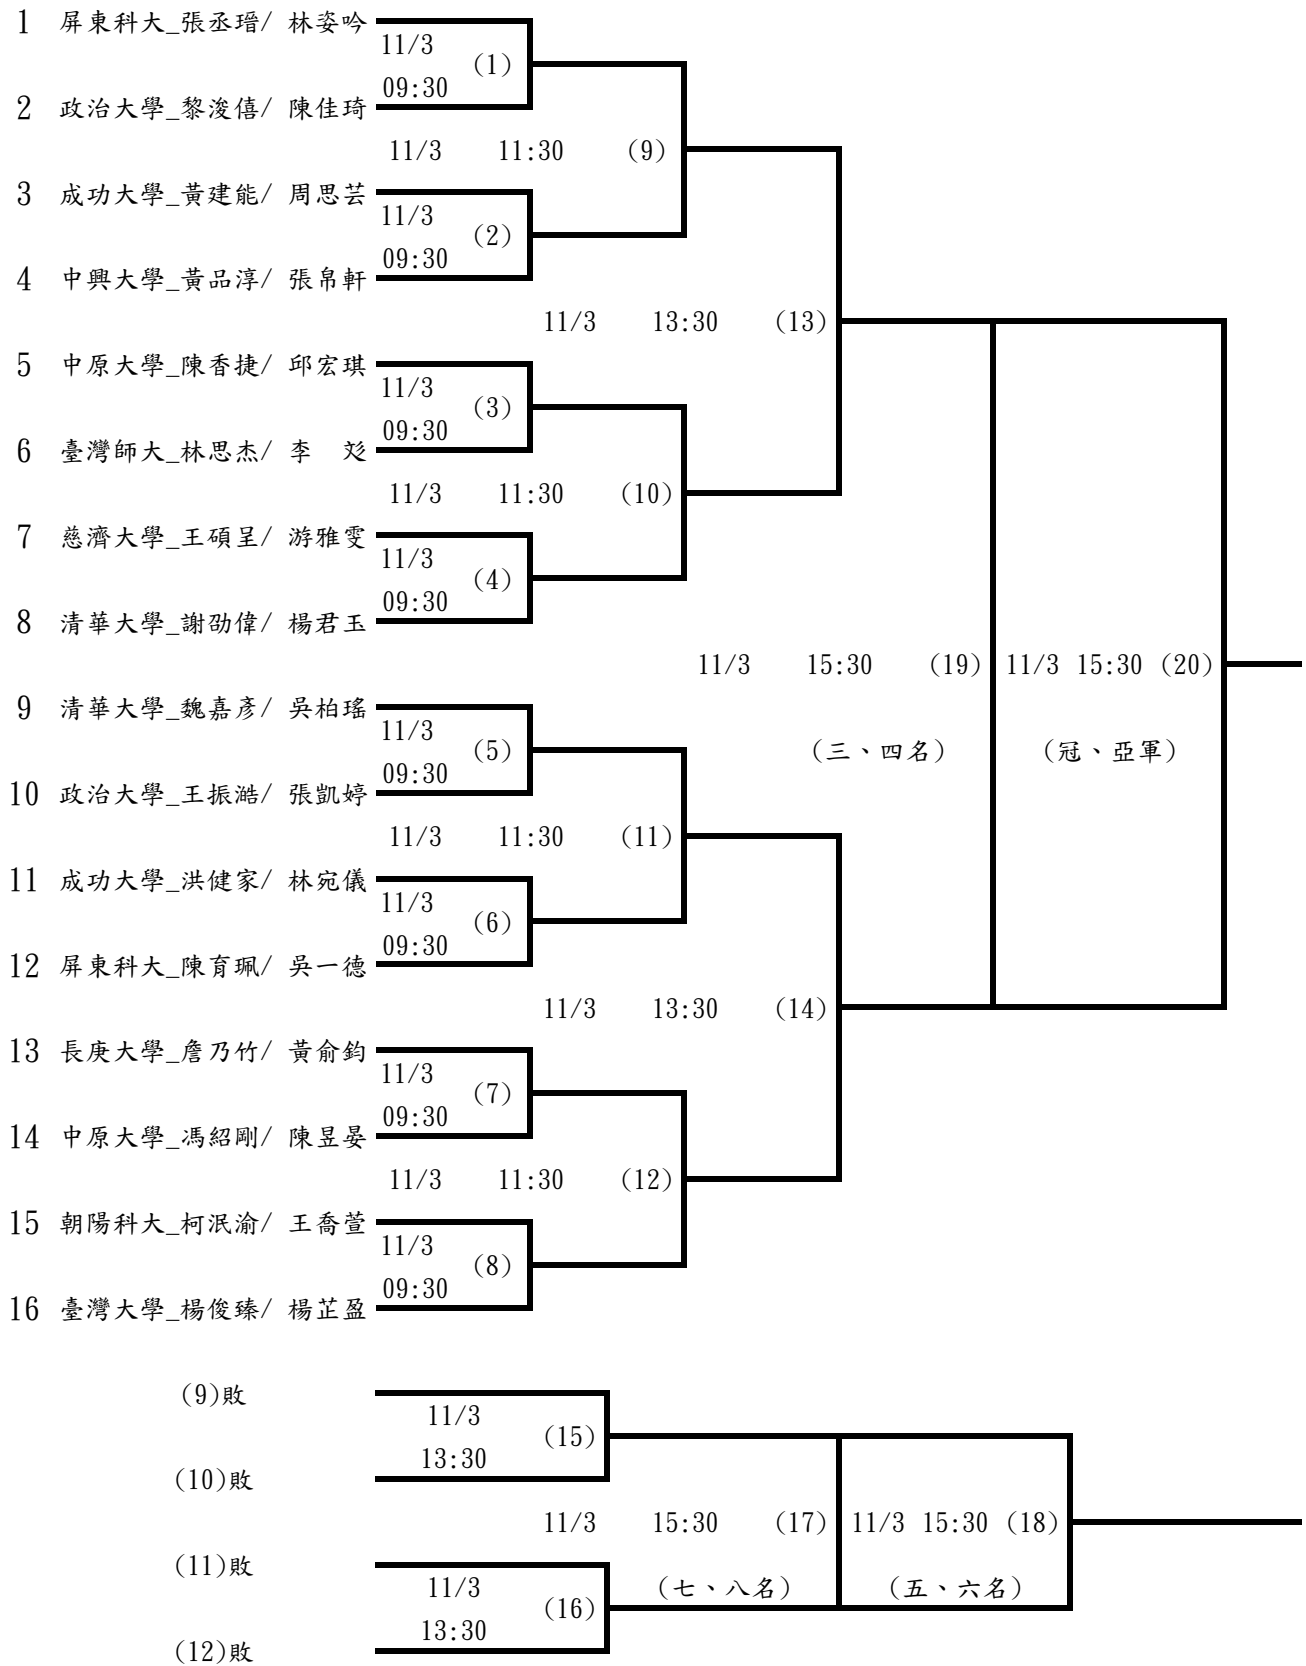 1 屏東科大_張丞瑨/ 林姿吟
11/3
(1)
09:30
2 政治大學_黎浚僖/ 陳佳琦
11/3 11:30 (9)
3 成功大學_黃建能/ 周思芸
11/3
(2)
09:30
4 中興大學_黃品淳/ 張帛軒
11/3 13:30 (13)
5 中原大學_陳香捷/ 邱宏琪
11/3
(3)
09:30
6 臺灣師大_林思杰/ 李
11/3 11:30 (10)
7 慈濟大學_王碩呈/ 游雅雯
11/3
(4)
09:30
8 清華大學_謝劭偉/ 楊君玉
11/3 15:30 (19) 11/3 15:30 (20)
9 清華大學_魏嘉彥/ 吳柏瑤
11/3
(5) (三、四名) (冠、亞軍)
09:30
10 政治大學_王振澔/ 張凱婷
11/3 11:30 (11)
11 成功大學_洪健家/ 林宛儀
11/3
(6)
09:30
12 屏東科大_陳育珮/ 吳一德
11/3 13:30 (14)
13 長庚大學_詹乃竹/ 黃俞鈞
11/3
(7)
09:30
14 中原大學_馮紹剛/ 陳昱晏
11/3 11:30 (12)
15 朝陽科大_柯泯渝/ 王喬萱
11/3
(8)
09:30
16 臺灣大學_楊俊臻/ 楊芷盈
(9)敗
11/3
(15)
13:30
(10)敗
11/3 15:30 (17) 11/3 15:30 (18)
(11)敗
11/3 (七、八名) (五、六名)
(16)
13:30
(12)敗